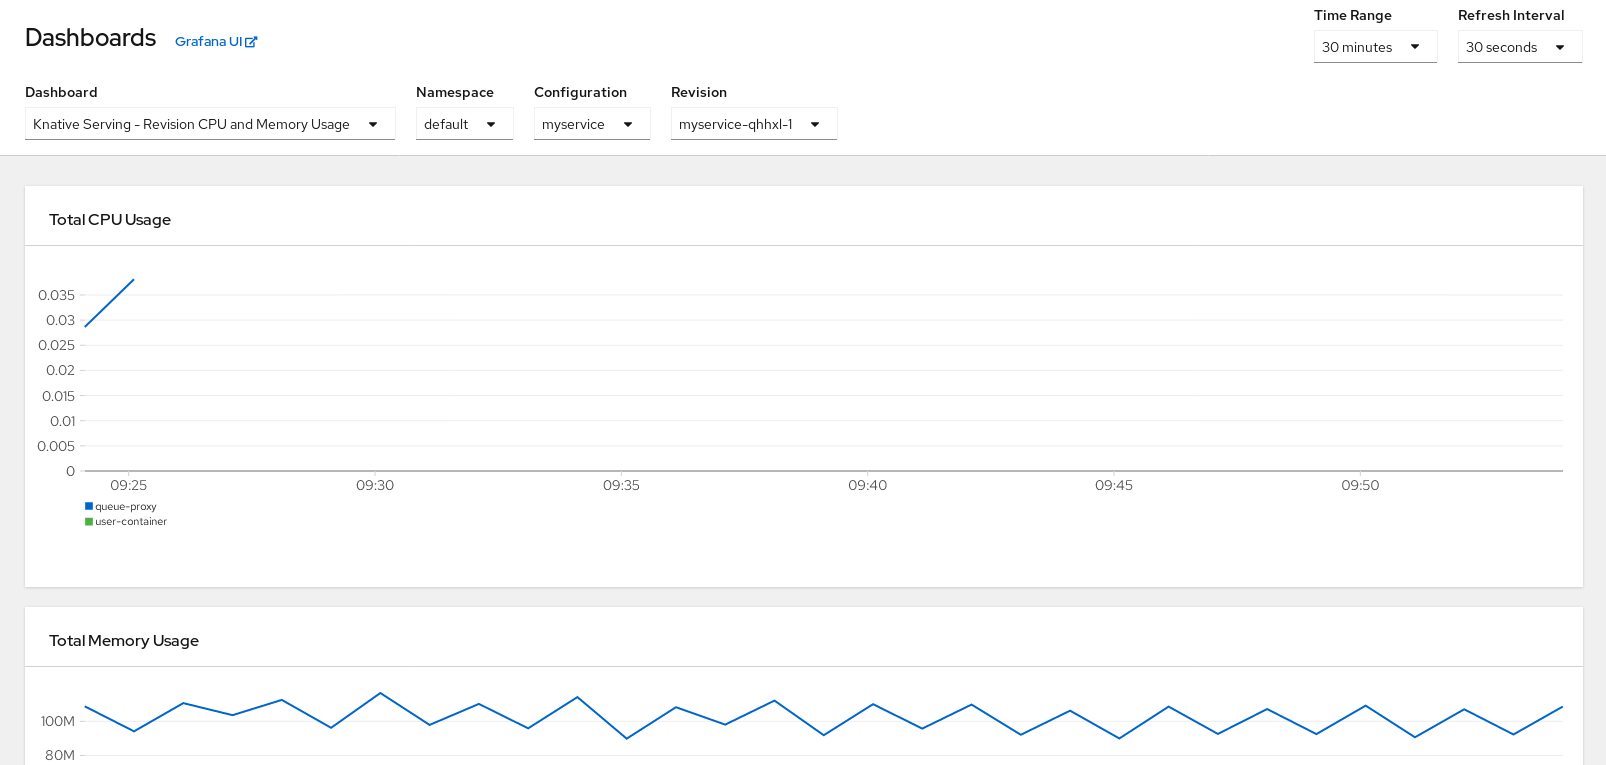 Dashboards Grafana UI
Time Range Refresh Interval
30 minutes 30 seconds
Dashboard Namespace Configuration Revision
Knative Serving - Revision CPU and Memory Usage default myservice myservice-qhhxl-1
Total CPU Usage
0.035
0.03
0.025
0.02
0.015
0.01
0.005
0
09:25 09:30 09:35 09:40 09:45 09:50
queue-proxy
user-container
Total Memory Usage
100M
80M